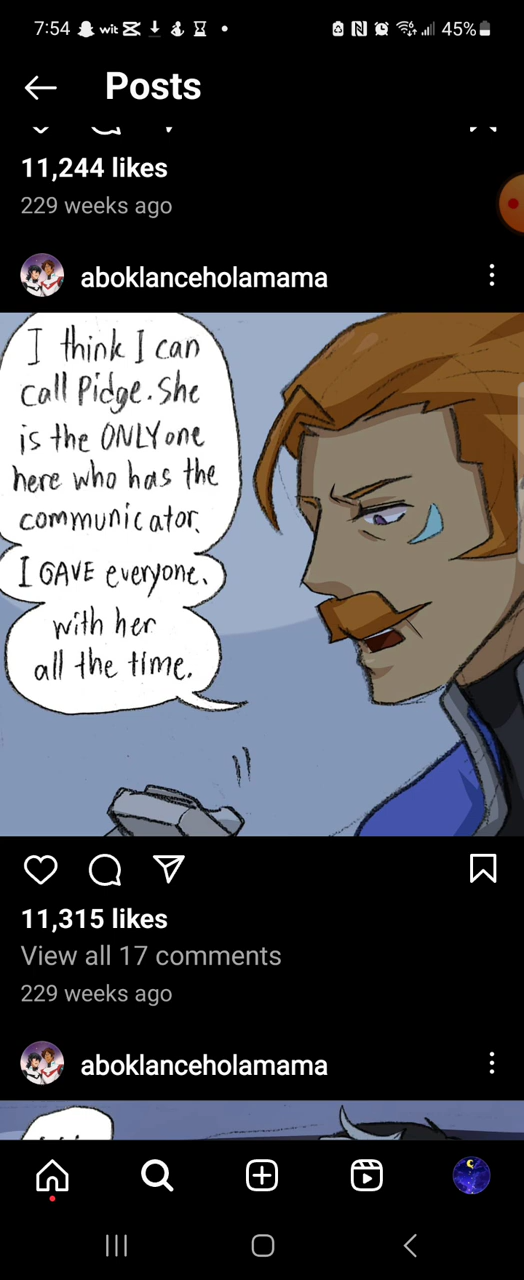 7:54
wit
45%
Posts
11,244 likes
229 weeks ago
aboklanceholamama
I think I can
call Pidge. She
is the ONLY one
here who has the
communicator.
I GAVE everyone.
with her
all the time.
11,315 likes
View all 17 comments
229 weeks ago
aboklanceholamama